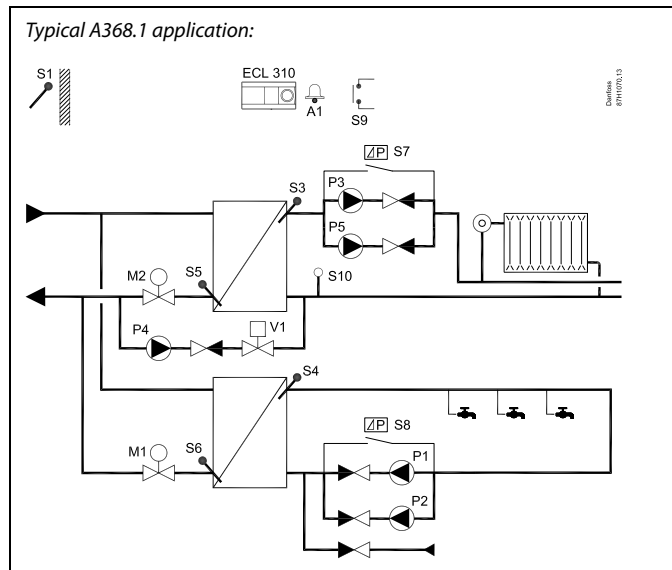 Typical A368.1 application:
S1
ECL 310
A1
S9
Danfoss
87H1070.13
ΔP S7
P3
S3
P5
M2
S5
S10
P4
V1
S4
ΔP S8
M1
S6
P1
P2